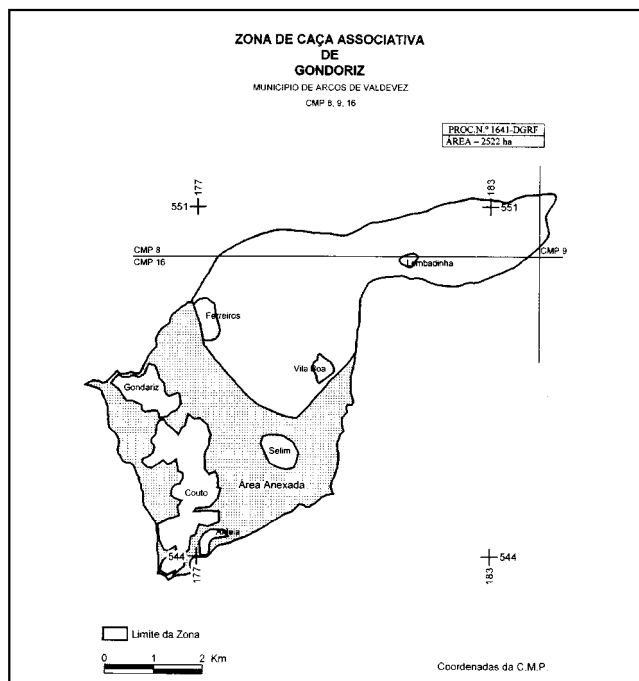 ZONA DE CAÇA ASSOCIATIVA
DE
GONDORIZ
MUNICIPIO DE ARCOS DE VALDEVEZ
CMP 8, 9, 16
PROC.N.º 1641-DGRF
ÁREA – 2522 ha
177
551
183
551
CMP 8
CMP 16
CMP 9
Lombadinha
Ferreiros
Vila Boa
Gondariz
Selim
Couto
Área Anexada
544
177
544
183
Limite da Zona
0 1 2 Km
Coordenadas da C.M.P.